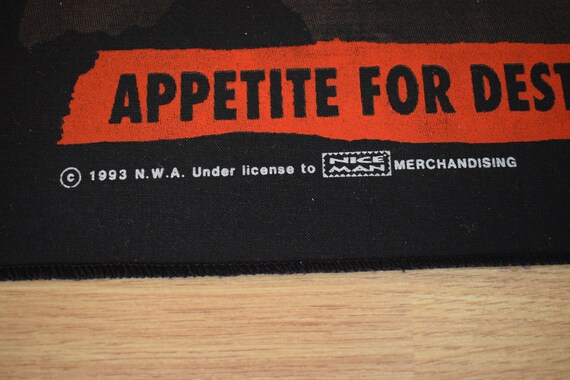 APPETITE FOR DEST
© 1993 N.W.A. Under license to NICE MAN MERCHANDISING